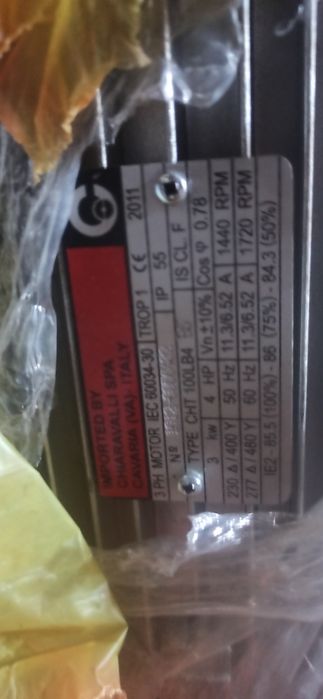 IMPORTED BY
CHIARAVALLI SPA
CAVARIA (VA)- ITALY
2011
3 PH MOTOR IEC 60034-30 TROP 1 CE
N° IP 55
TYPE CHT 100LB4 IS CL. F
3 kw 4 HP Vn±10% Cos φ 0.78
230 Δ / 400 Y 50 Hz 11.3/6.52 A 1440 RPM
277 Δ / 480 Y 60 Hz 11.3/6.52 A 1720 RPM
IE2 85.5 (100%) - 86 (75%) - 84.3 (50%)